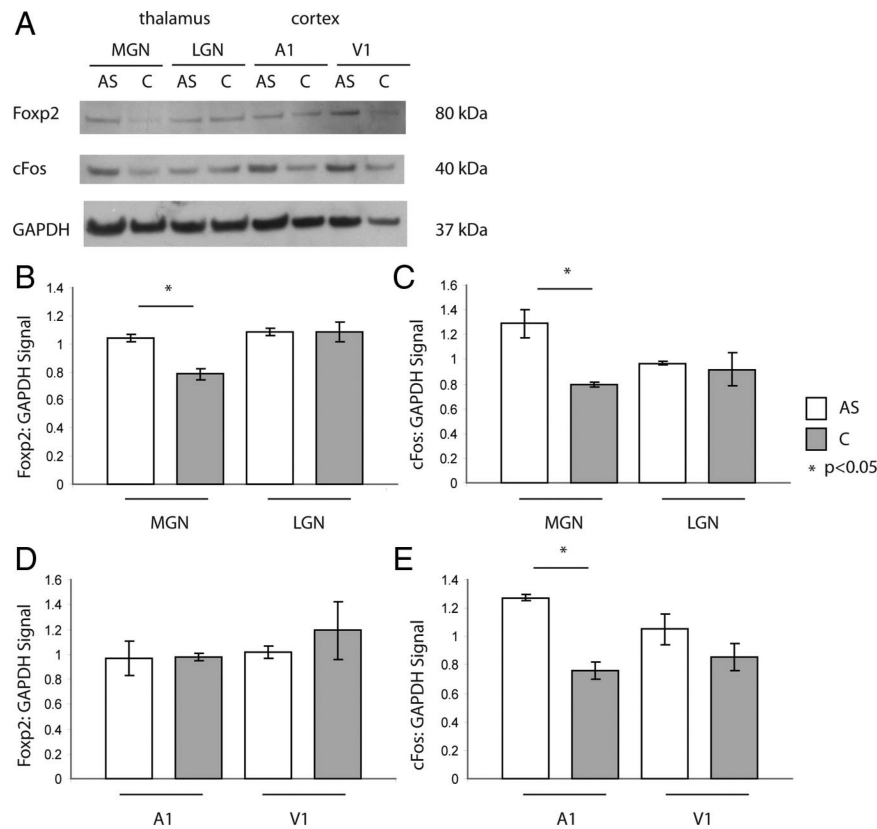 A
thalamus cortex
MGN LGN A1 V1
AS C AS C AS C AS C
Foxp2 80 kDa
cFos 40 kDa
GAPDH 37 kDa
B
Foxp2: GAPDH Signal
1.4
1.2
1
0.8
0.6
0.4
0.2
0
*
MGN LGN
C
cFos: GAPDH Signal
1.6
1.4
1.2
1
0.8
0.6
0.4
0.2
0
*
MGN LGN
AS
C
* p<0.05
D
Foxp2: GAPDH Signal
1.6
1.4
1.2
1
0.8
0.6
0.4
0.2
0
A1 V1
E
cFos: GAPDH Signal
1.4
1.2
1
0.8
0.6
0.4
0.2
0
*
A1 V1